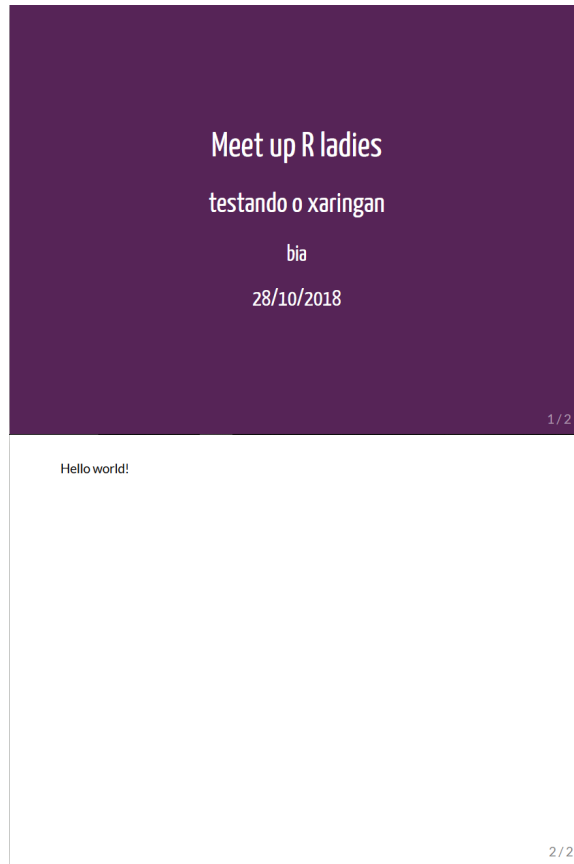 Meet up R ladies
testando o xaringan
bia
28/10/2018
1 / 2
Hello world!
2 / 2